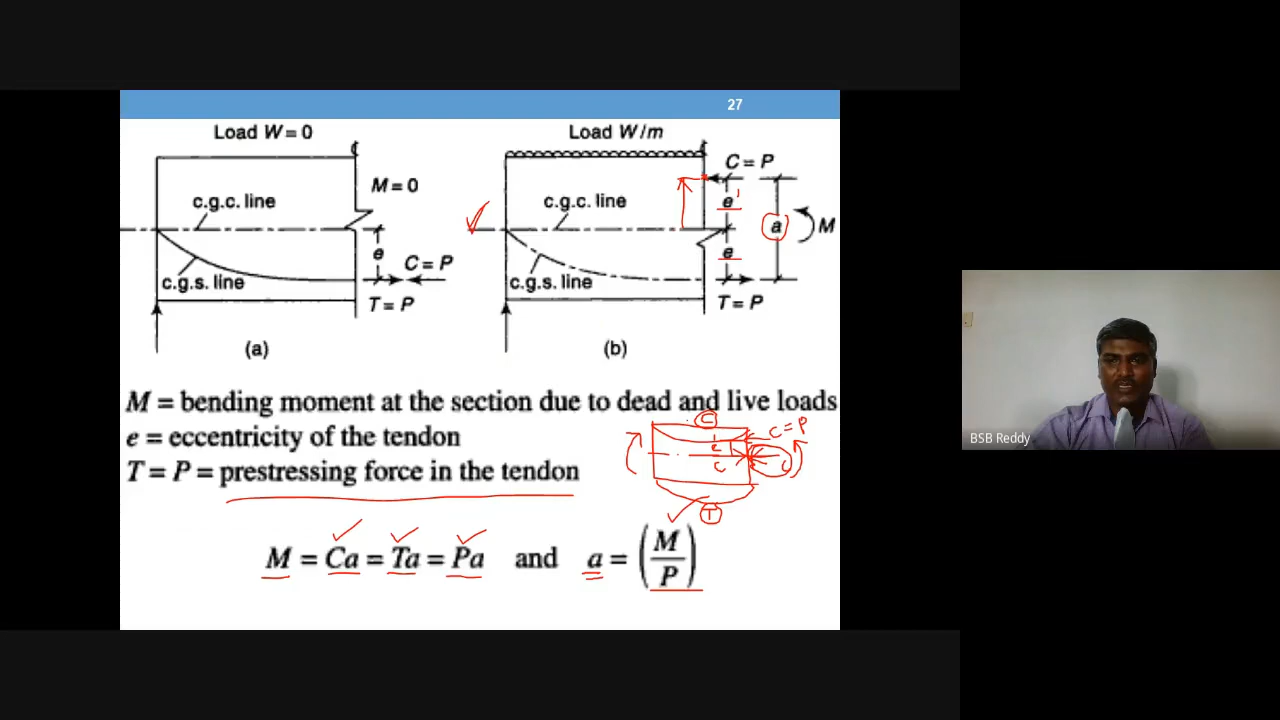 27
Load W = 0
Load W/m
C = P
M = 0
c.g.c. line
c.g.c. line
e'
a
M
e
C = P
e
c.g.s. line
c.g.s. line
T = P
T = P
(a)
(b)
M = bending moment at the section due to dead and live loads
e = eccentricity of the tendon
T = P = prestressing force in the tendon
C
C = P
T
M = Ca = Ta = Pa and a = (M/P)
BSB Reddy